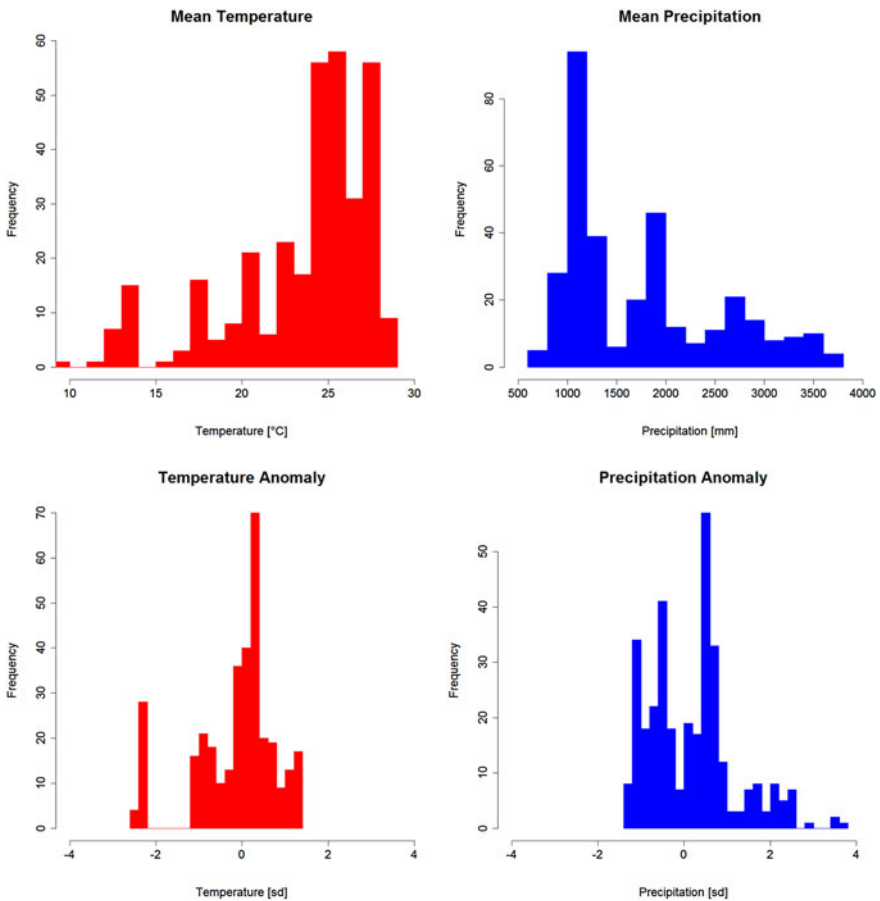 Mean Temperature
Frequency
0 10 20 30 40 50 60
10 15 20 25 30
Temperature [°C]
Mean Precipitation
Frequency
0 20 40 60 80
500 1000 1500 2000 2500 3000 3500 4000
Precipitation [mm]
Temperature Anomaly
Frequency
0 10 20 30 40 50 60 70
-4 -2 0 2 4
Temperature [sd]
Precipitation Anomaly
Frequency
0 10 20 30 40 50
-4 -2 0 2 4
Precipitation [sd]